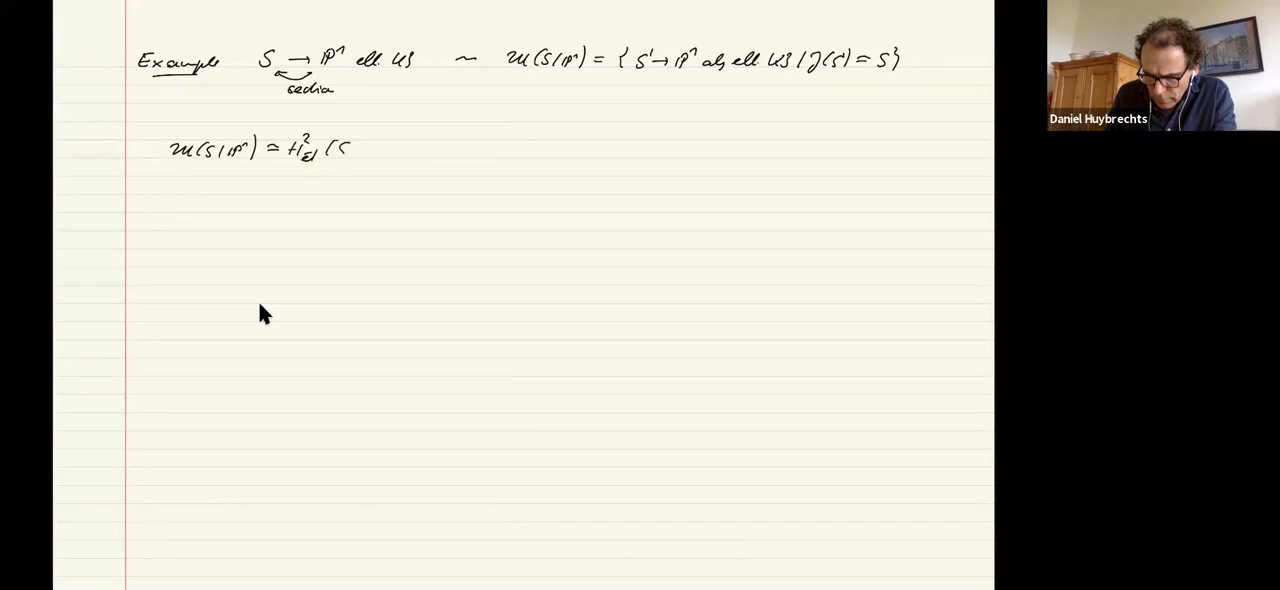 Example S → ℙ¹ ell K3 ~ Ш(S/ℙ¹) = { S' → ℙ¹ alg ell K3 / J(S') = S }
section
Ш(S/ℙ¹) ≃ H²ét (S
Daniel Huybrechts